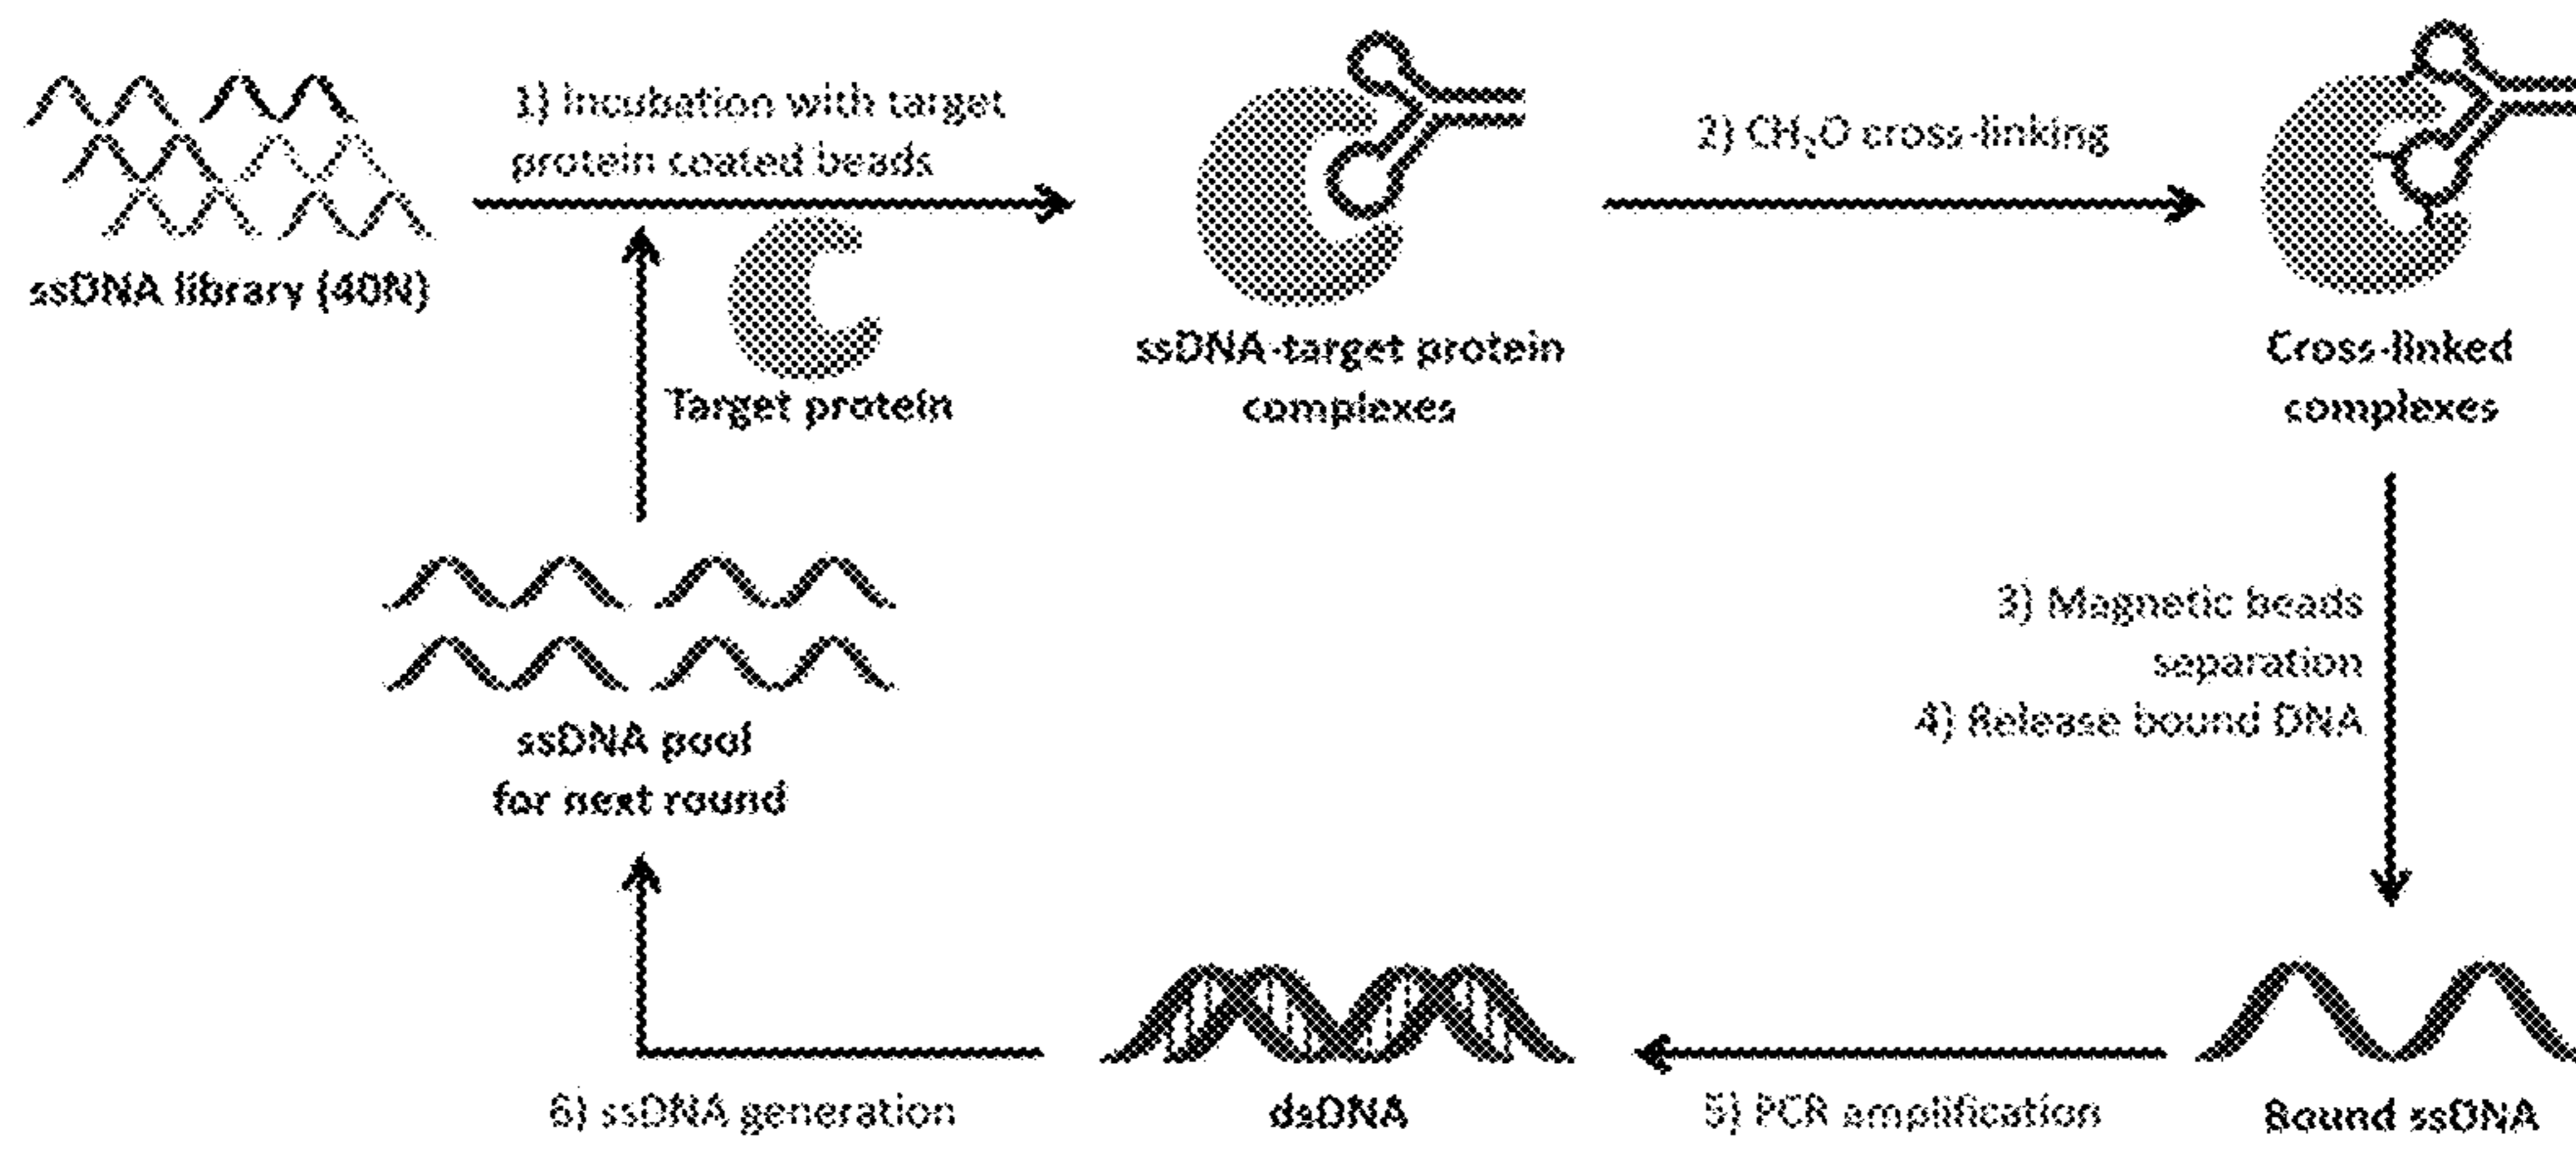 1) Incubation with target
protein coated beads
2) CH₂O cross-linking
ssDNA library (40N)
Target protein
ssDNA-target protein
complexes
Cross-linked
complexes
3) Magnetic beads
separation
4) Release bound DNA
ssDNA pool
for next round
6) ssDNA generation
dsDNA
5) PCR amplification
Bound ssDNA